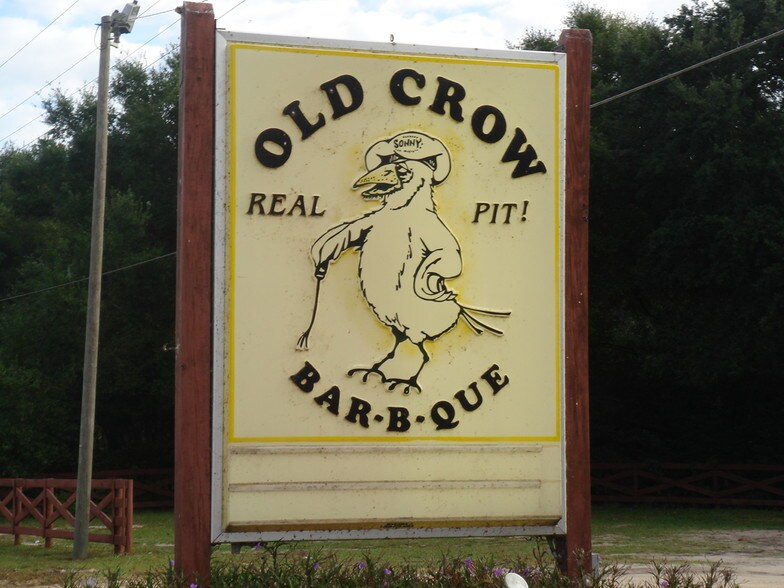 OLD CROW
SONNY.
REAL PIT!
BAR-B-QUE